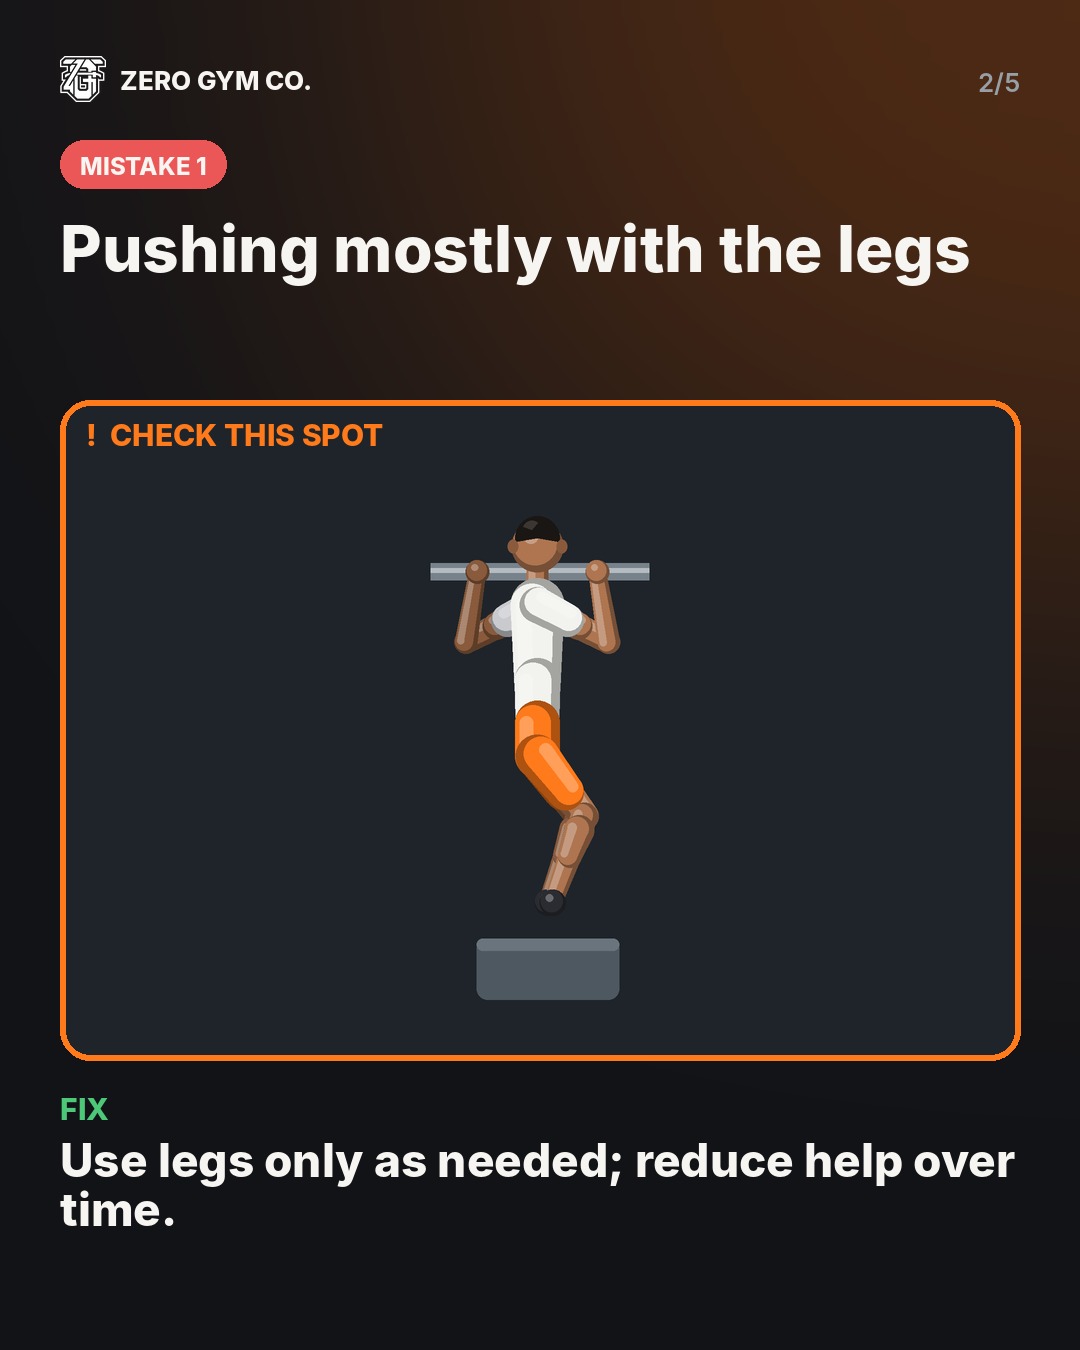 ZERO GYM CO.
2/5
MISTAKE 1
Pushing mostly with the legs
! CHECK THIS SPOT
FIX
Use legs only as needed; reduce help over
time.